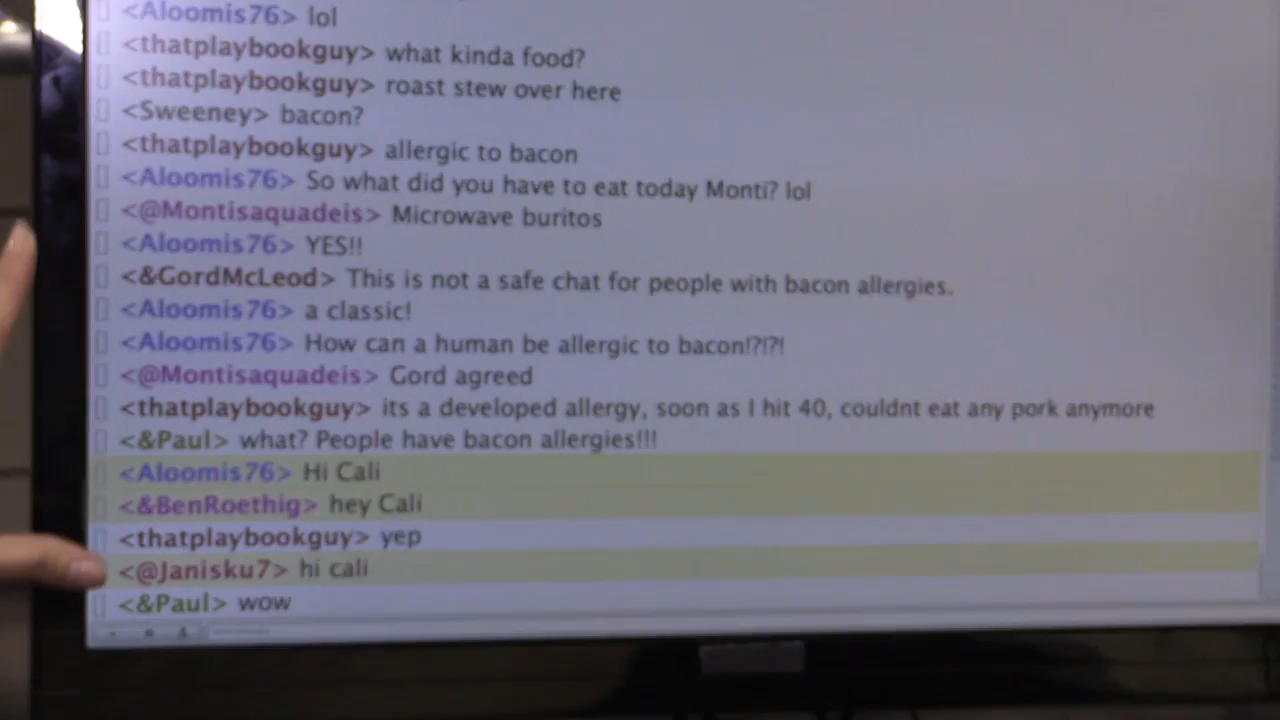 <Aloomis76> lol
<thatplaybookguy> what kinda food?
<thatplaybookguy> roast stew over here
<Sweeney> bacon?
<thatplaybookguy> allergic to bacon
<Aloomis76> So what did you have to eat today Monti? lol
<@Montisaquadeis> Microwave buritos
<Aloomis76> YES!!
<&GordMcLeod> This is not a safe chat for people with bacon allergies.
<Aloomis76> a classic!
<Aloomis76> How can a human be allergic to bacon!?!?!
<@Montisaquadeis> Gord agreed
<thatplaybookguy> its a developed allergy, soon as I hit 40, couldnt eat any pork anymore
<&Paul> what? People have bacon allergies!!!
<Aloomis76> Hi Cali
<&BenRoethig> hey Cali
<thatplaybookguy> yep
<@Janisku7> hi cali
<&Paul> wow